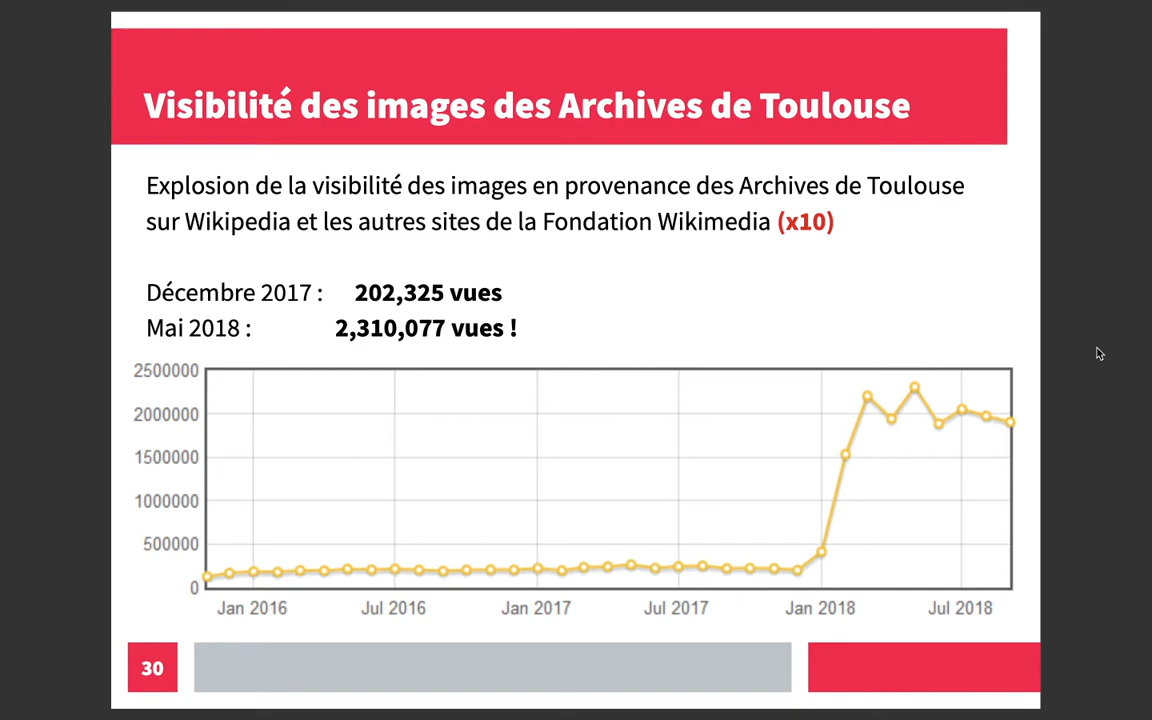 Visibilité des images des Archives de Toulouse
Explosion de la visibilité des images en provenance des Archives de Toulouse
sur Wikipedia et les autres sites de la Fondation Wikimedia (x10)
Décembre 2017 : 202,325 vues
Mai 2018 : 2,310,077 vues !
2500000
2000000
1500000
1000000
500000
0
Jan 2016 Jul 2016 Jan 2017 Jul 2017 Jan 2018 Jul 2018
30